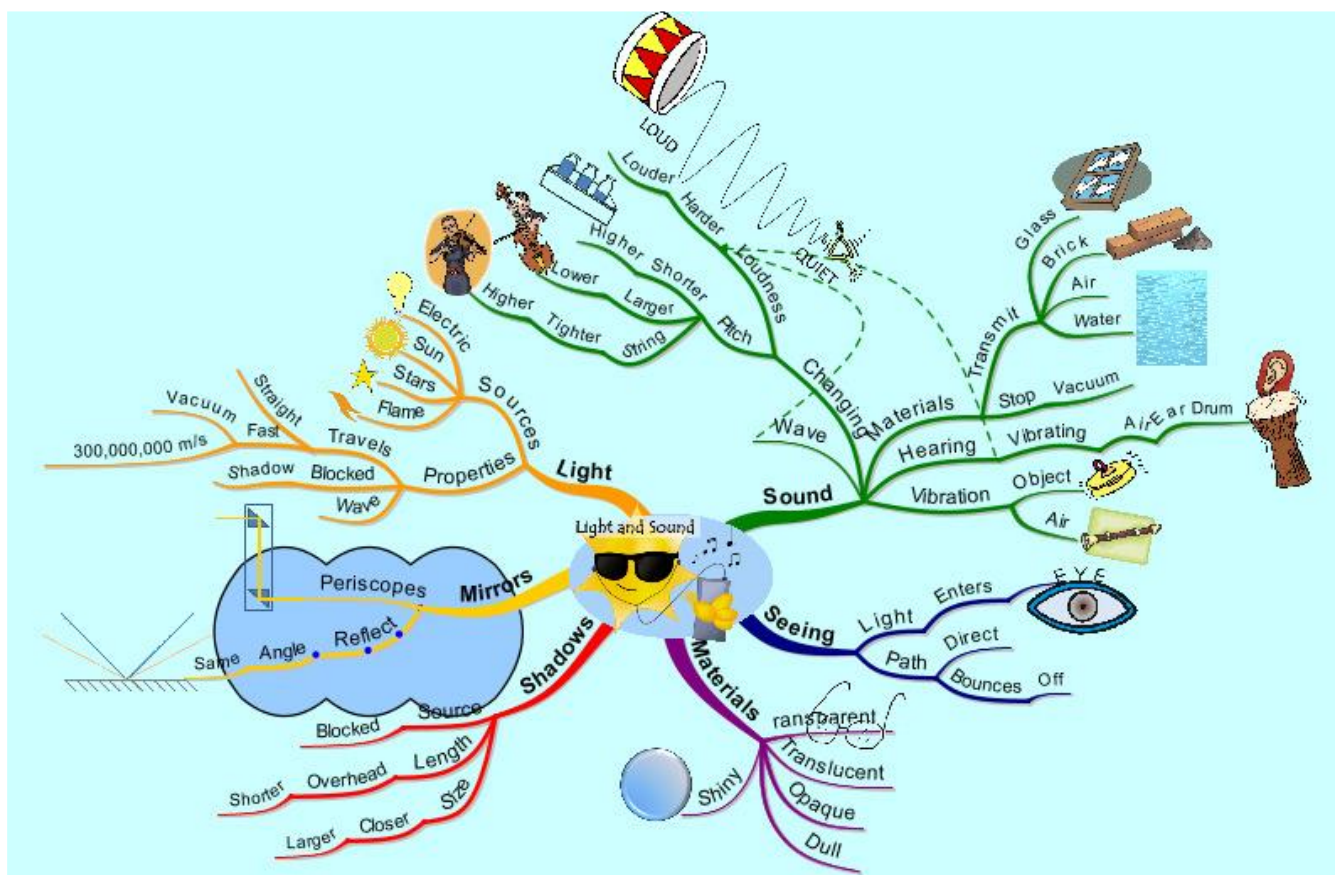 Light and Sound
Light
Sources
Electric
Sun
Stars
Flame
Properties
Travels
Straight
Fast
Vacuum
300,000,000 m/s
Blocked
Shadow
Wave
Mirrors
Periscopes
Reflect
Angle
Same
Shadows
Source
Blocked
Length
Overhead
Shorter
Size
Closer
Larger
Materials
ransparent
Translucent
Opaque
Dull
Shiny
Seeing
Light
Enters
EYE
Path
Direct
Bounces
Off
Sound
Changing
Loudness
Harder
Louder
LOUD
QUIET
Pitch
Shorter
Higher
Larger
Lower
String
Tighter
Higher
Wave
Materials
Transmit
Glass
Brick
Air
Water
Stop
Vacuum
Hearing
Vibrating
Air
Ear Drum
Vibration
Object
Air